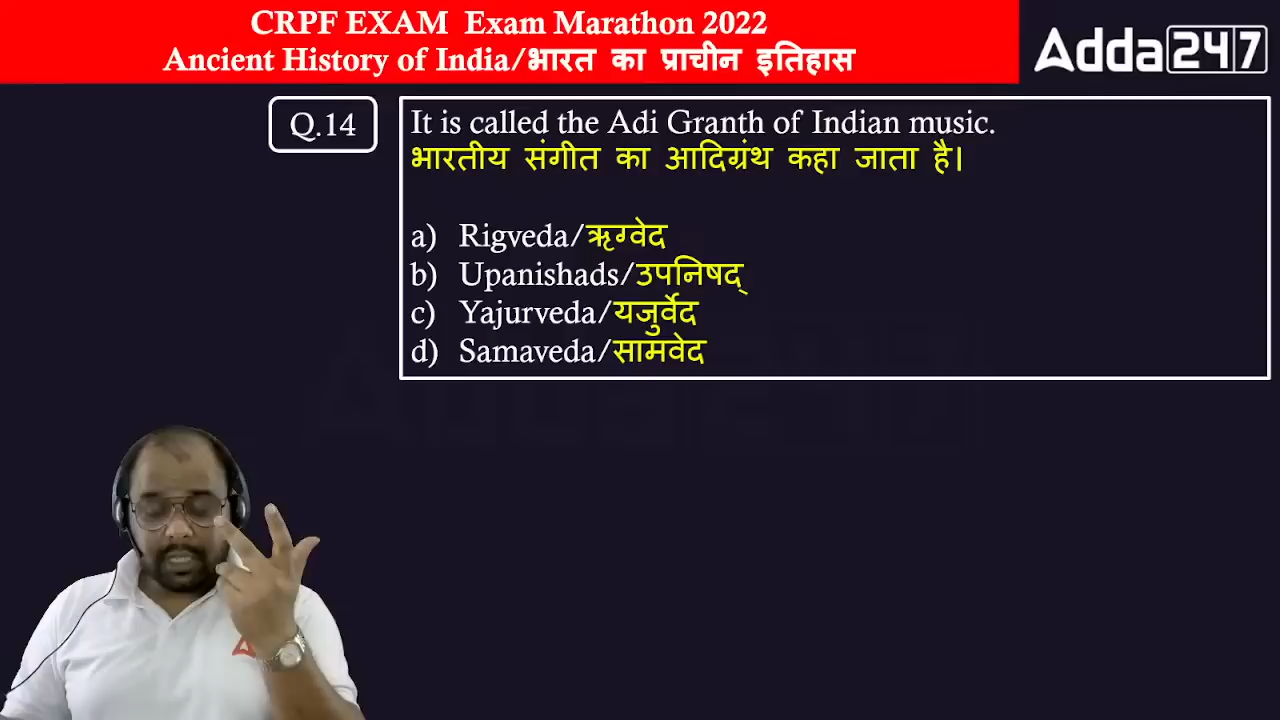 CRPF EXAM Exam Marathon 2022
Ancient History of India/भारत का प्राचीन इतिहास
Adda247
Q.14
It is called the Adi Granth of Indian music.
भारतीय संगीत का आदिग्रंथ कहा जाता है।
a) Rigveda/ऋग्वेद
b) Upanishads/उपनिषद्
c) Yajurveda/यजुर्वेद
d) Samaveda/सामवेद